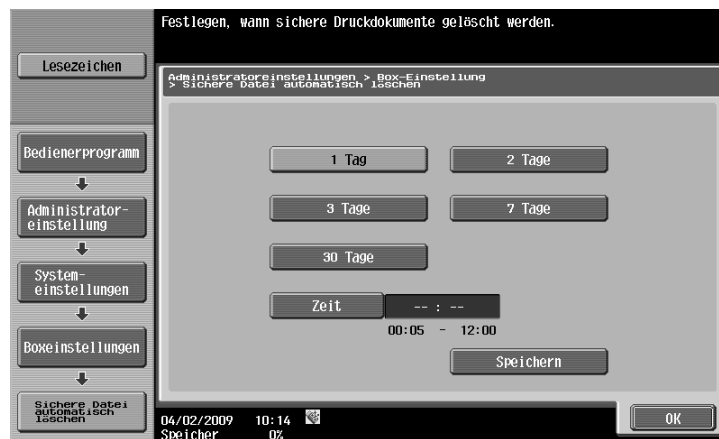 Festlegen, wann sichere Druckdokumente gelöscht werden.
Lesezeichen
Administratoreinstellungen > Box-Einstellung
> Sichere Datei automatisch löschen
Bedienerprogramm
Administrator-
einstellung
System-
einstellungen
Boxeinstellungen
Sichere Datei
automatisch
löschen
1 Tag
2 Tage
3 Tage
7 Tage
30 Tage
Zeit
-- : --
00:05 - 12:00
Speichern
04/02/2009 10:14
Speicher 0%
OK